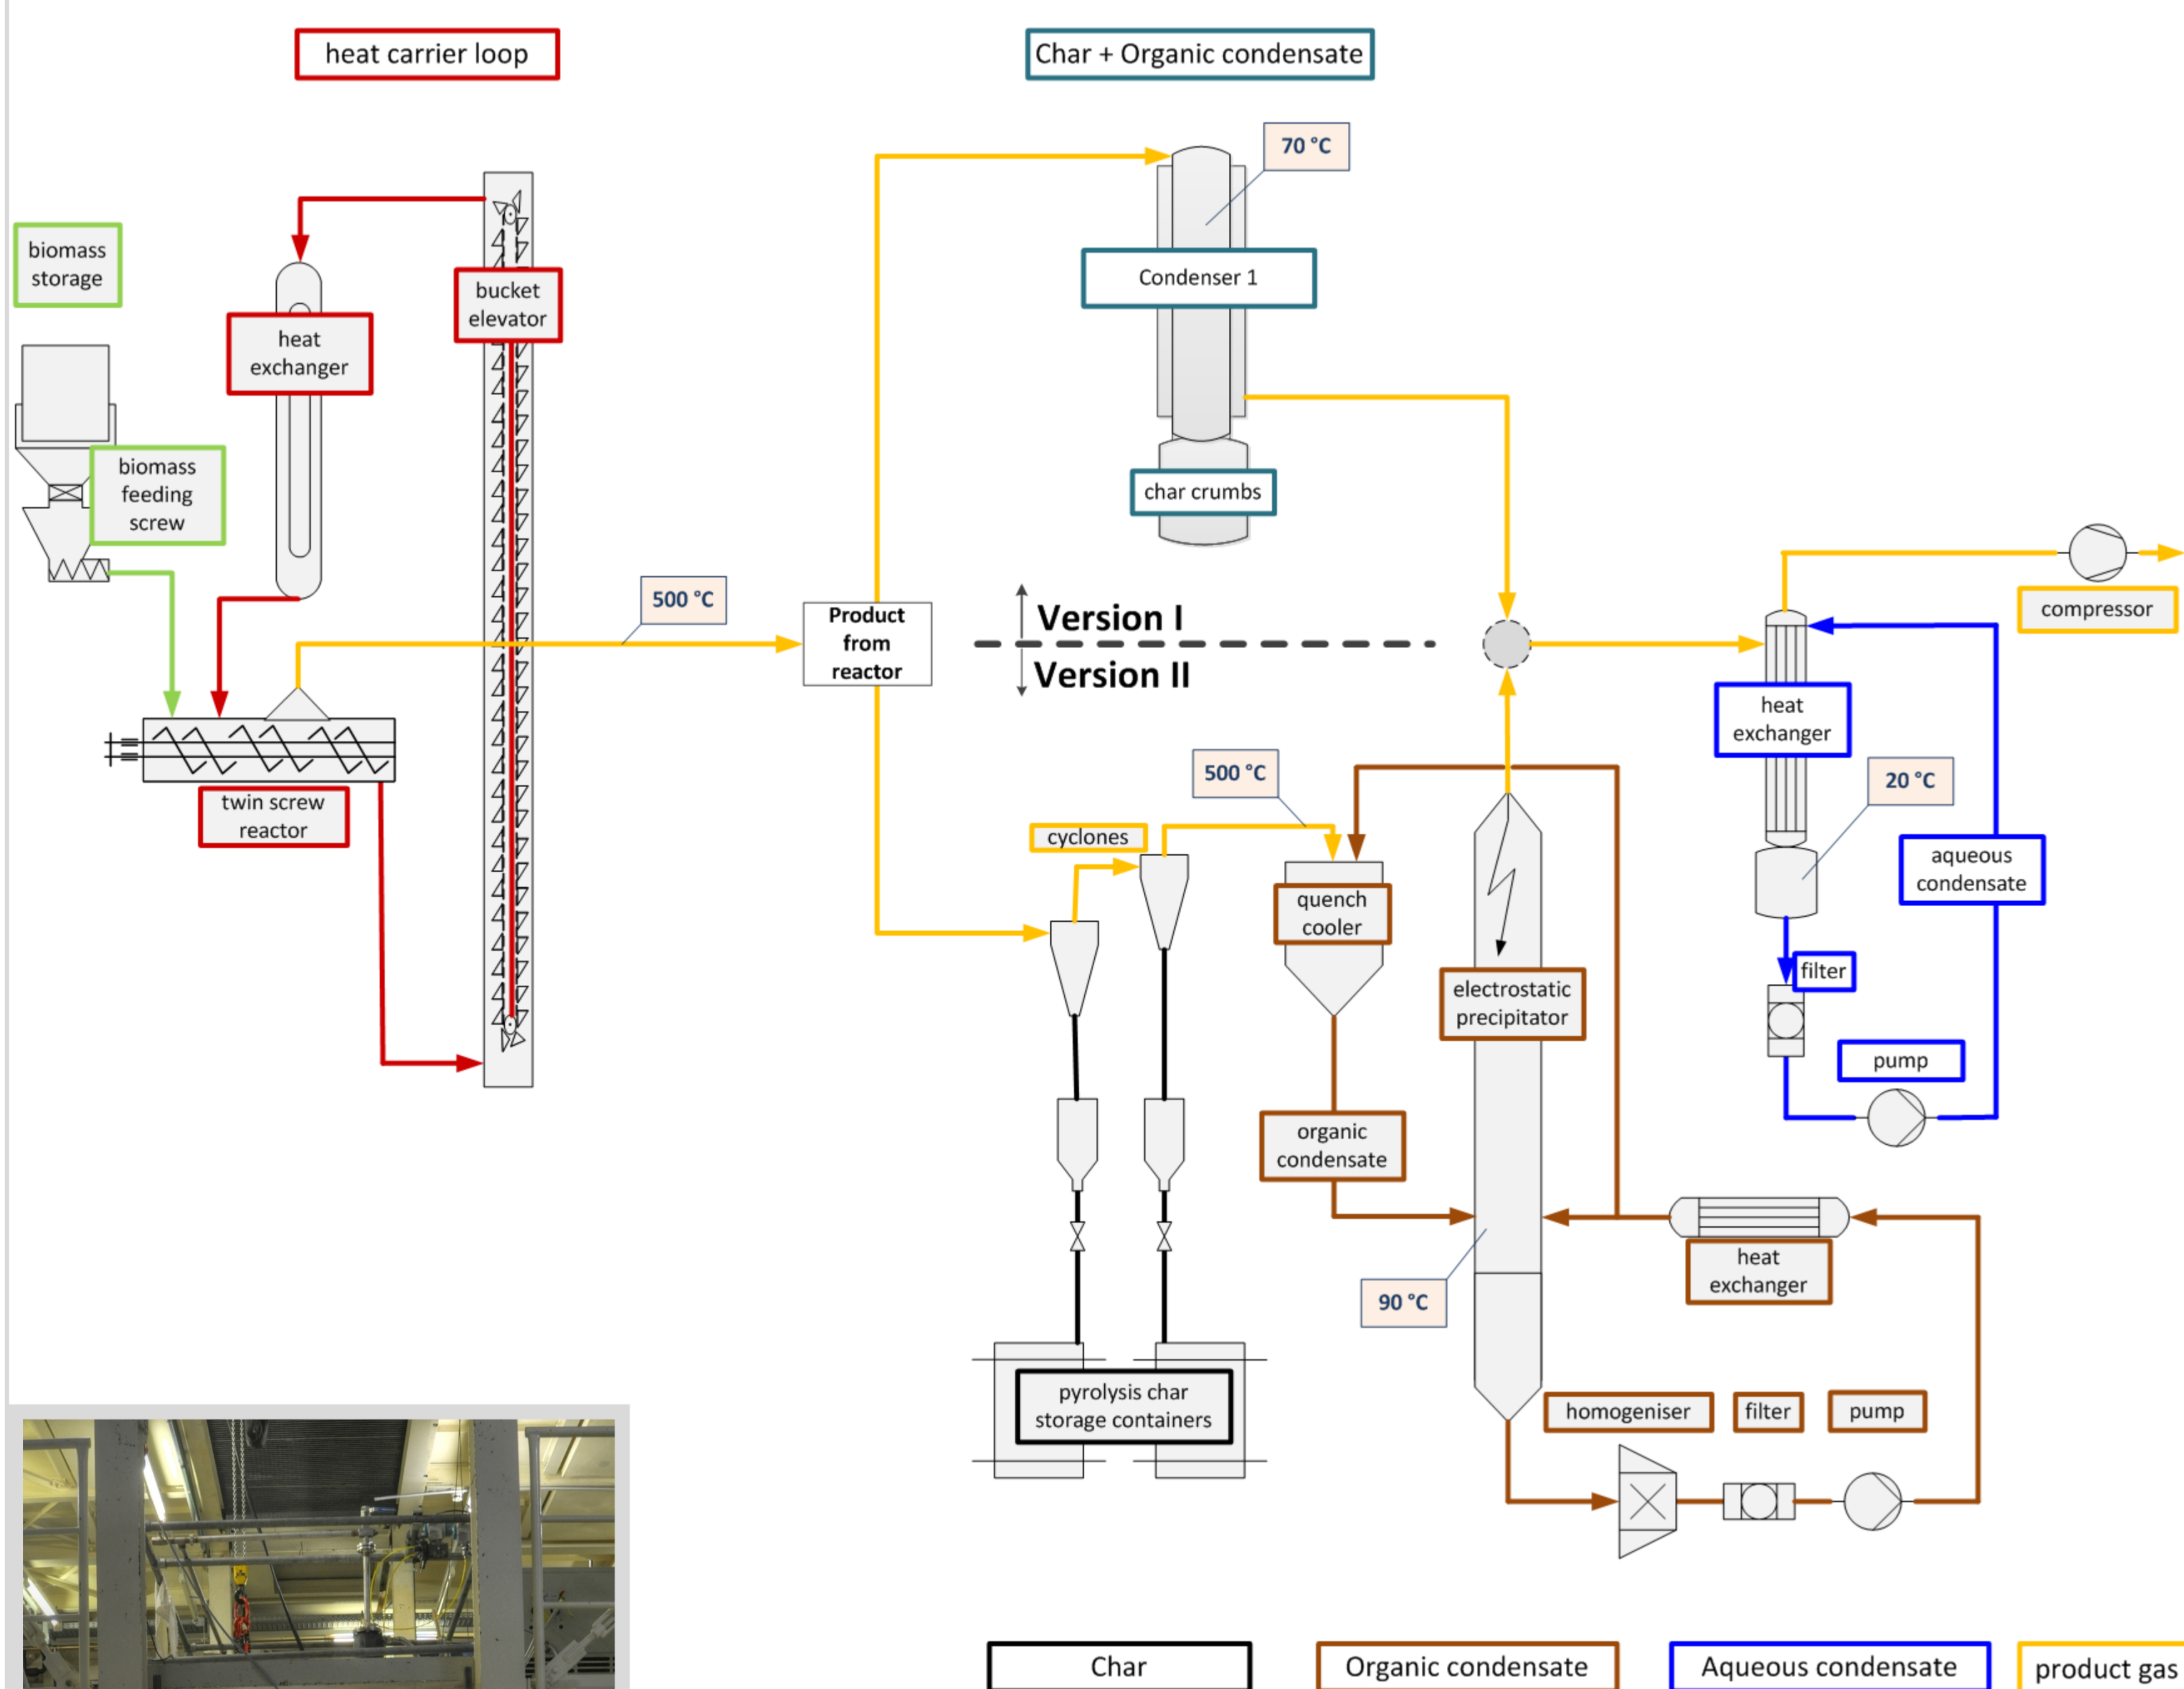 heat carrier loop
Char + Organic condensate
70 °C
biomass
storage
bucket
elevator
heat
exchanger
Condenser 1
biomass
feeding
screw
char crumbs
500 °C
Product
from
reactor
Version I
Version II
compressor
heat
exchanger
20 °C
twin screw
reactor
500 °C
cyclones
quench
cooler
aqueous
condensate
electrostatic
precipitator
filter
pump
organic
condensate
heat
exchanger
90 °C
pyrolysis char
storage containers
homogeniser
filter
pump
Char
Organic condensate
Aqueous condensate
product gas